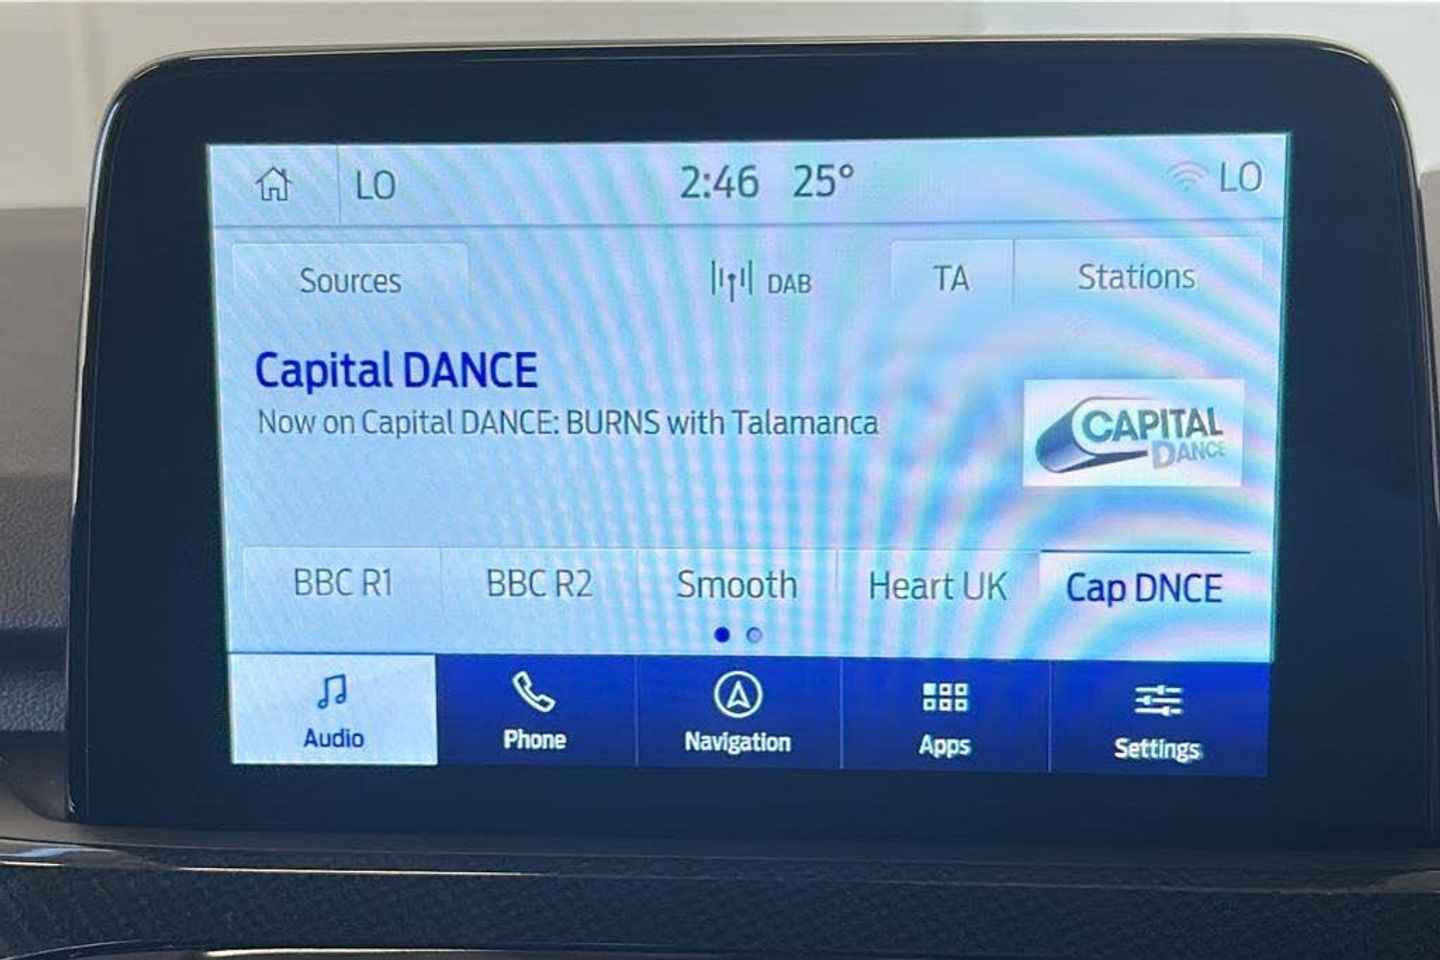 LO 2:46 25° LO
Sources DAB TA Stations
Capital DANCE
Now on Capital DANCE: BURNS with Talamanca
CAPITAL
DANCE
BBC R1 BBC R2 Smooth Heart UK Cap DNCE
Audio Phone Navigation Apps Settings